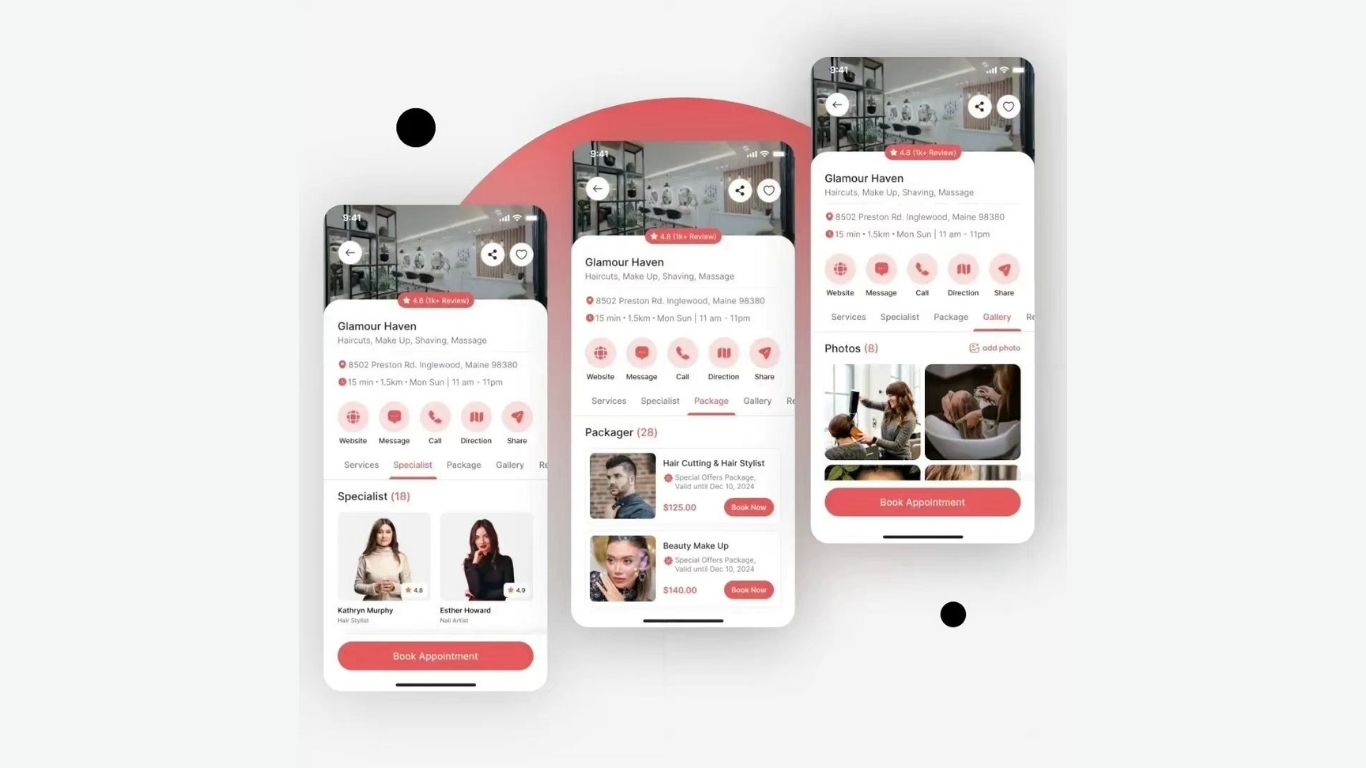 9:41
4.8 (1k+ Review)
Glamour Haven
Haircuts, Make Up, Shaving, Massage
8502 Preston Rd. Inglewood, Maine 98380
15 min • 1.5km • Mon Sun | 11 am - 11pm
Website Message Call Direction Share
Services Specialist Package Gallery Re
Specialist (18)
4.8 4.9
Kathryn Murphy Esther Howard
Hair Stylist Nail Artist
Book Appointment
9:41
4.8 (1k+ Review)
Glamour Haven
Haircuts, Make Up, Shaving, Massage
8502 Preston Rd. Inglewood, Maine 98380
15 min • 1.5km • Mon Sun | 11 am - 11pm
Website Message Call Direction Share
Services Specialist Package Gallery Re
Packager (28)
Hair Cutting & Hair Stylist
Special Offers Package,
Valid until Dec 10, 2024
$125.00 Book Now
Beauty Make Up
Special Offers Package,
Valid until Dec 10, 2024
$140.00 Book Now
9:41
4.8 (1k+ Review)
Glamour Haven
Haircuts, Make Up, Shaving, Massage
8502 Preston Rd. Inglewood, Maine 98380
15 min • 1.5km • Mon Sun | 11 am - 11pm
Website Message Call Direction Share
Services Specialist Package Gallery Re
Photos (8) add photo
Book Appointment